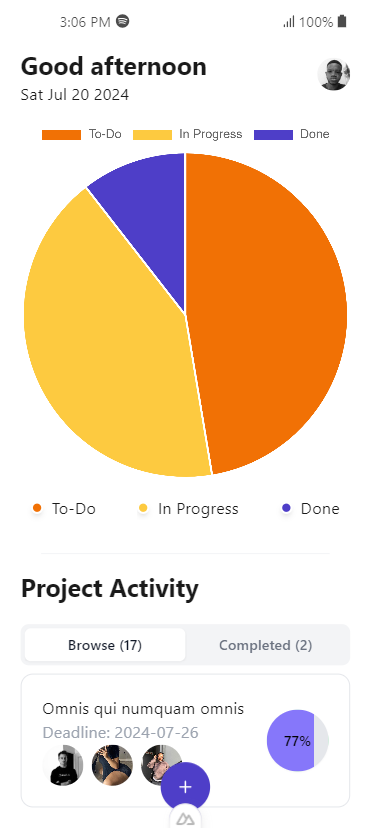 3:06 PM 100%
Good afternoon
Sat Jul 20 2024
To-Do In Progress Done
To-Do In Progress Done
Project Activity
Browse (17) Completed (2)
Omnis qui numquam omnis
Deadline: 2024-07-26
77%
+